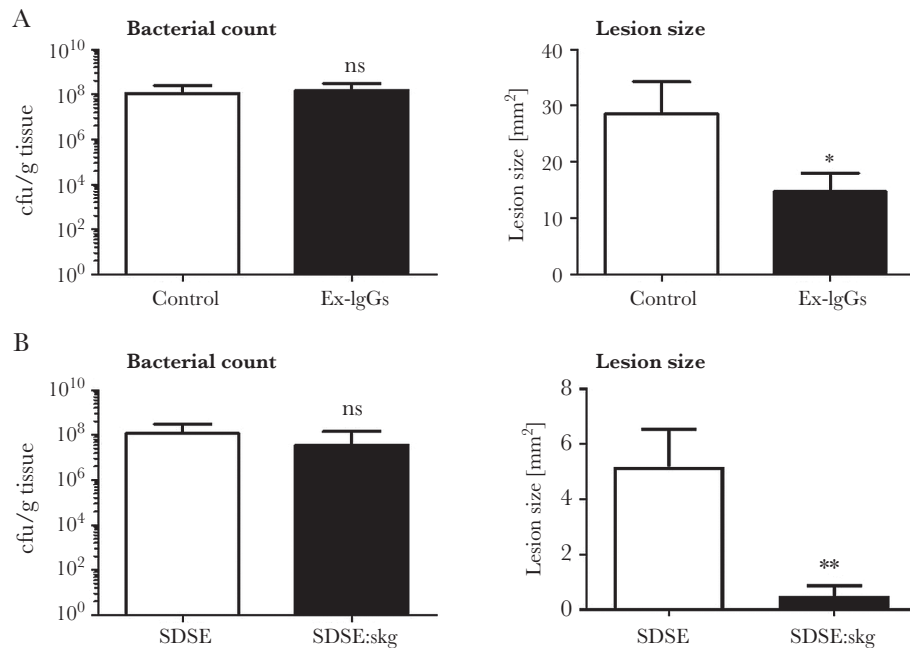 A
Bacterial count
Lesion size
cfu/g tissue
10^10
10^8
10^6
10^4
10^2
10^0
ns
Control
Ex-lgGs
Lesion size [mm^2]
40
30
20
10
0
*
Control
Ex-lgGs
B
Bacterial count
Lesion size
cfu/g tissue
10^10
10^8
10^6
10^4
10^2
10^0
ns
SDSE
SDSE:skg
Lesion size [mm^2]
8
6
4
2
0
**
SDSE
SDSE:skg